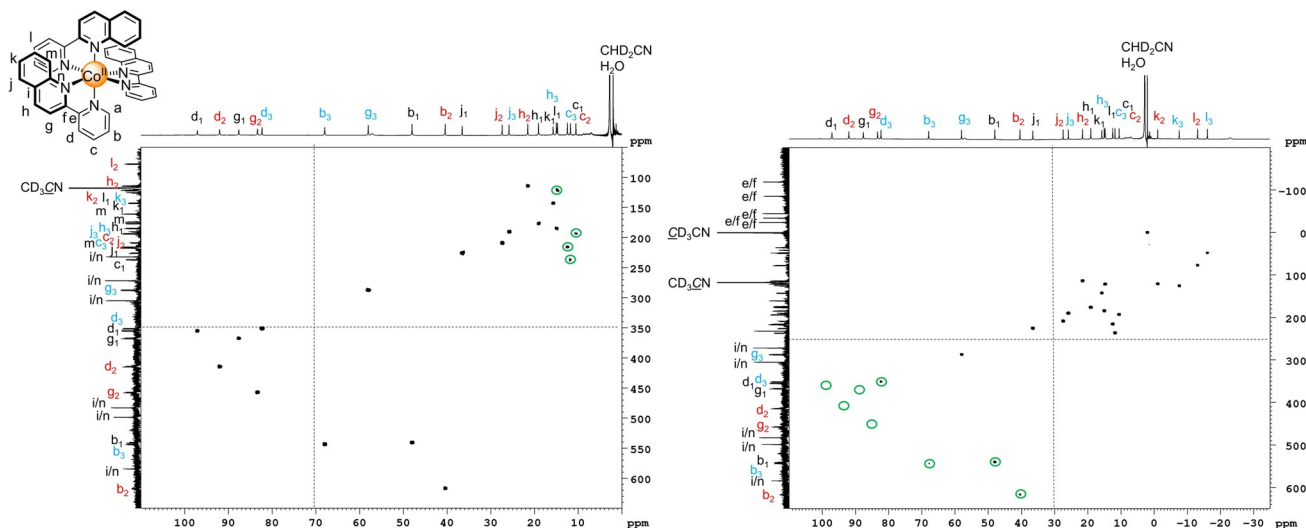 l
k
j
i
h
g
m
n
N
N
N
N
N
Co^II
f
e
a
d
b
c
CHD₂CN
H₂O
d₁ d₂ g₁ g₂ d₃ b₃ g₃ b₁ b₂ j₁ j₂ j₃ h₂ h₁ k₁ h₃ l₁ c₃ c₁ c₂
ppm
l₂
h₂
CD₃CN
k₂ l₁ k₃
m k₁
m
h₁
j₃ h₃ c₂
m c₃ j₂
j₁
i/n
c₁
i/n
g₃
i/n
d₃
d₁
g₁
d₂
g₂
i/n
i/n
b₁
b₃
i/n
b₂
100
150
200
250
300
350
400
450
500
550
600
100 90 80 70 60 50 40 30 20 10 ppm
CHD₂CN
H₂O
d₁ d₂ g₁ g₂ d₃ b₃ g₃ b₁ b₂ j₁ j₂ j₃ h₂ h₁ k₁ h₃ l₁ c₃ c₁ c₂ k₂ k₃ l₂ l₃
ppm
e/f
e/f
e/f
e/f e/f
CD₃CN
CD₃CN
i/n
g₃
i/n
d₃
d₁
g₁
d₂
g₂
i/n
i/n
b₁
b₃
i/n
b₂
-100
0
100
200
300
400
500
600
100 90 80 70 60 50 40 30 20 10 0 -10 -20 -30 ppm